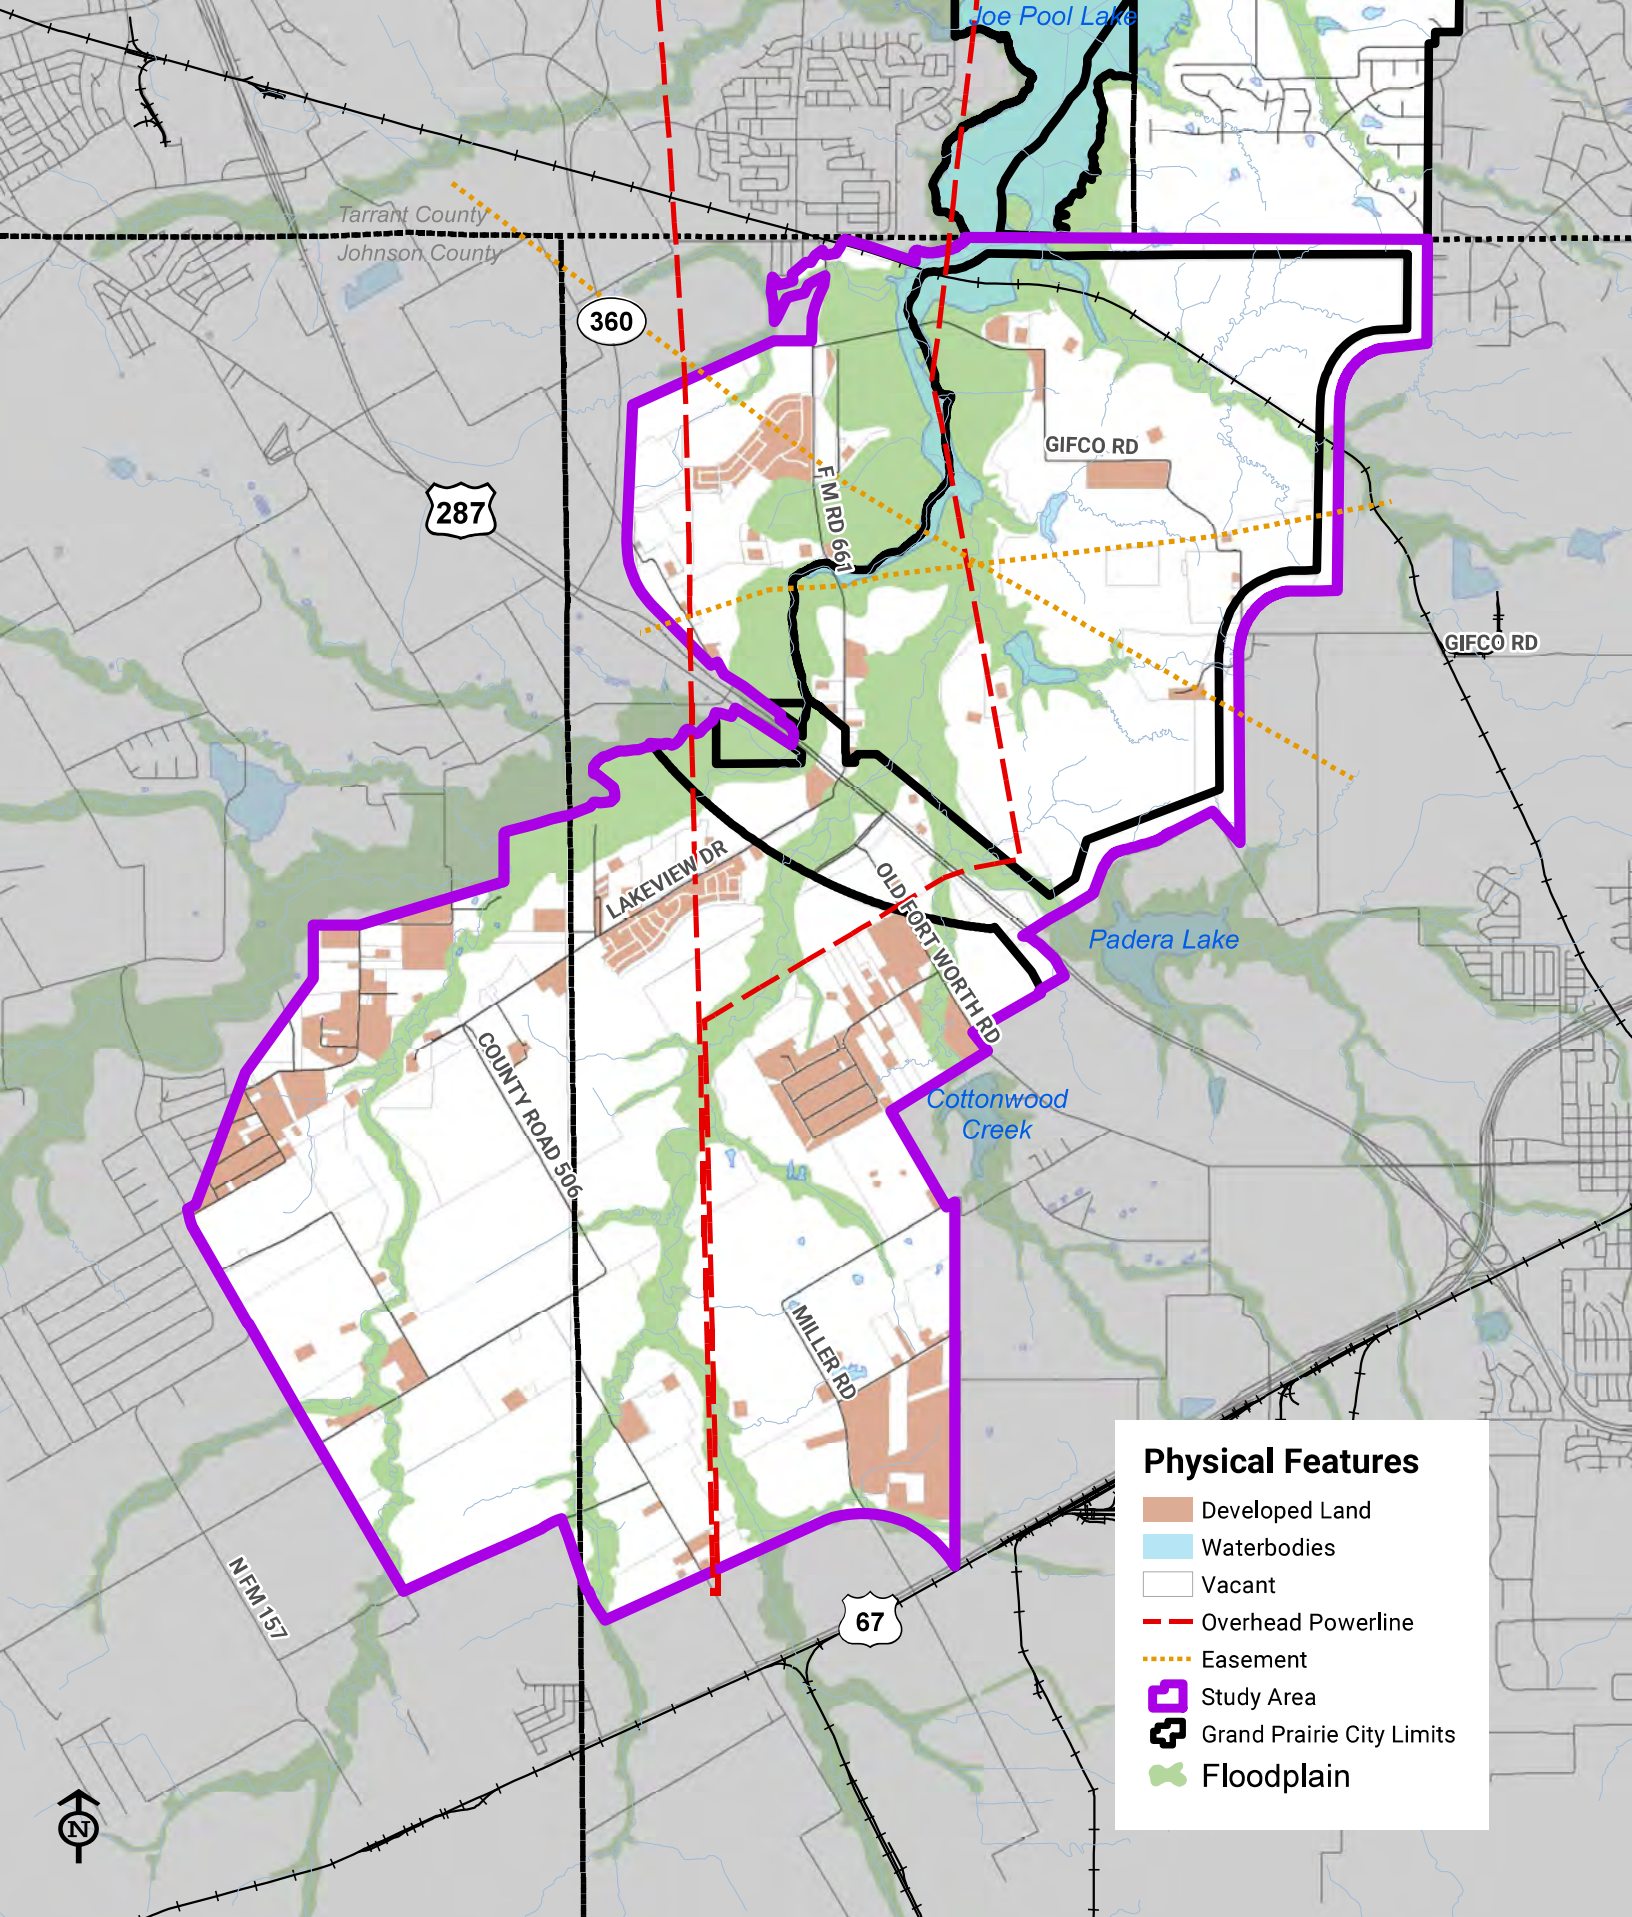 Joe Pool Lake
Tarrant County
Johnson County
360
GIFCO RD
F M RD 661
287
GIFCO RD
LAKEVIEW DR
OLD FORT WORTH RD
Padera Lake
COUNTY ROAD 506
Cottonwood
Creek
MILLER RD
N FM 157
67
Physical Features
Developed Land
Waterbodies
Vacant
Overhead Powerline
Easement
Study Area
Grand Prairie City Limits
Floodplain
N